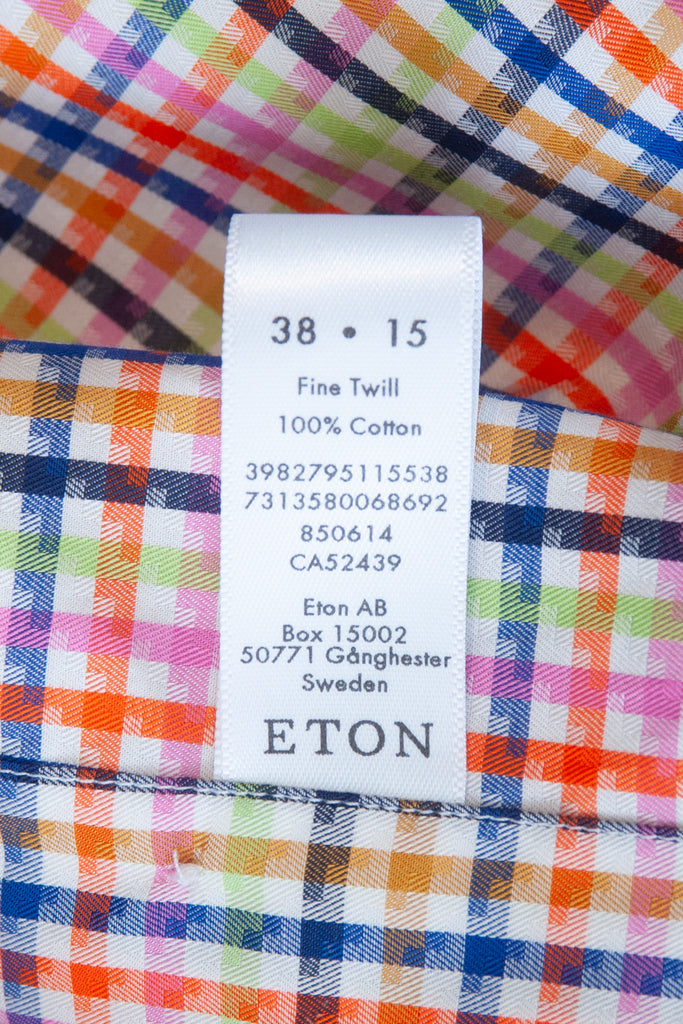 38 • 15
Fine Twill
100% Cotton
3982795115538
7313580068692
850614
CA52439
Eton AB
Box 15002
50771 Gånghester
Sweden
ETON